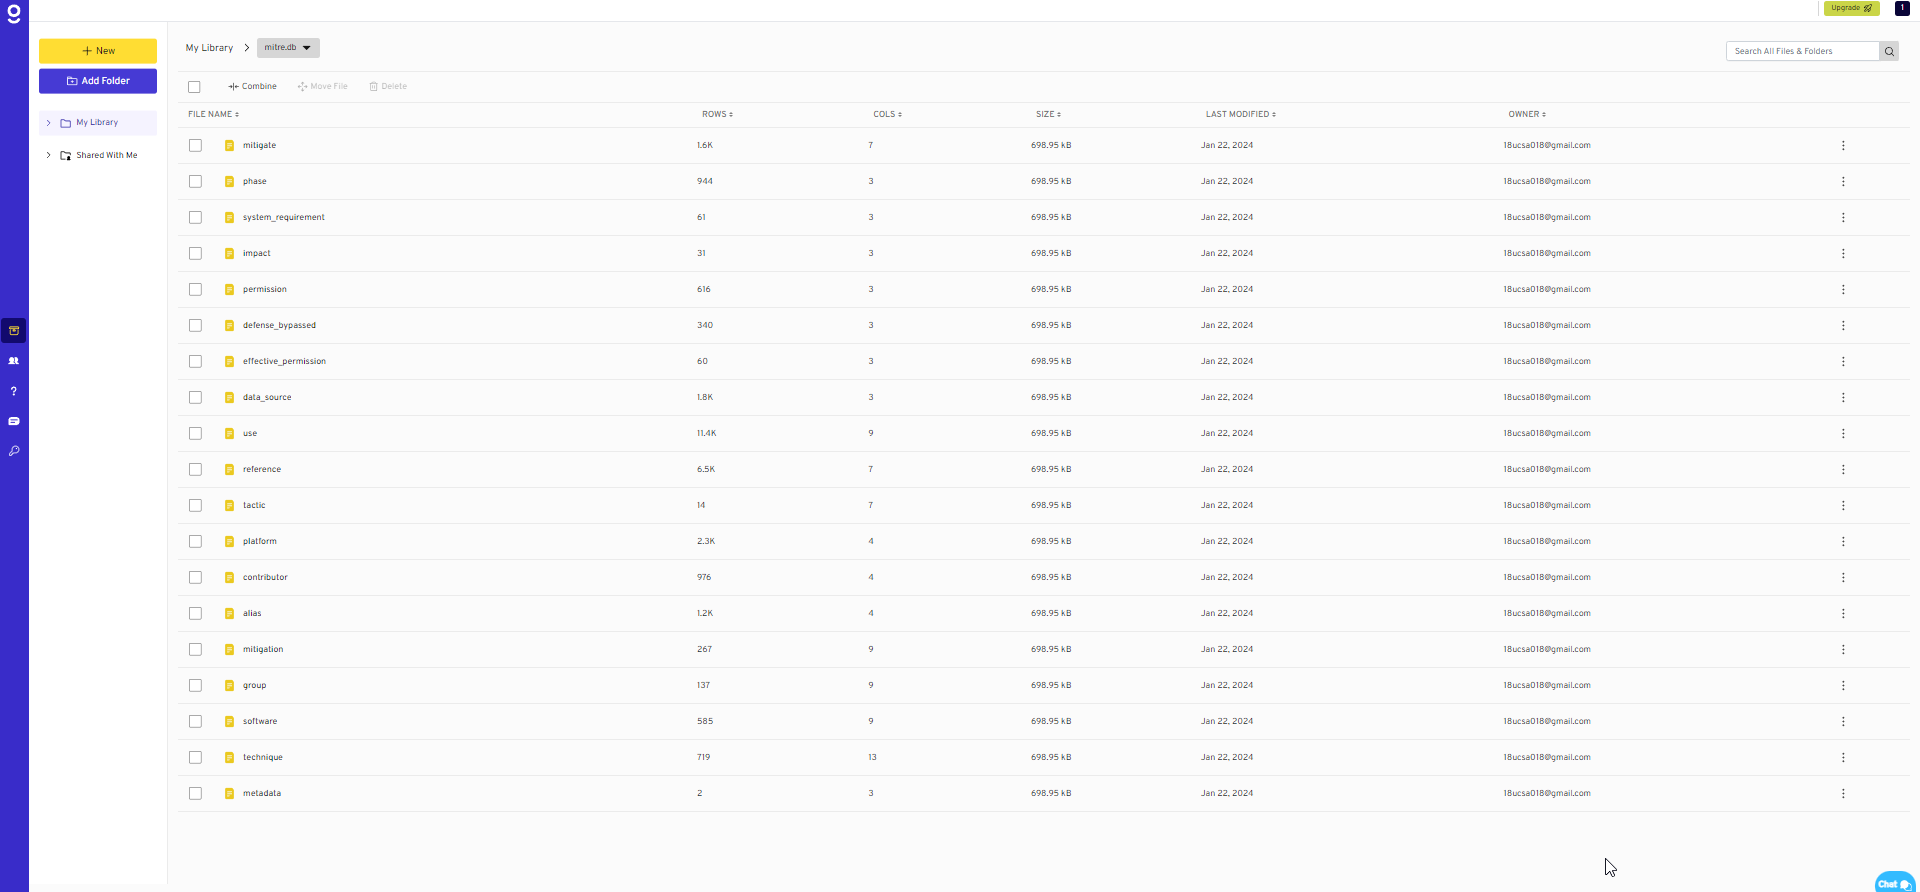 Upgrade
1
g
+ New
Add Folder
My Library
Shared With Me
?
My Library > mitre.db
Search All Files & Folders
Combine Move File Delete
FILE NAME ROWS COLS SIZE LAST MODIFIED OWNER
mitigate 1.6K 7 698.95 kB Jan 22, 2024 18ucsa018@gmail.com
phase 944 3 698.95 kB Jan 22, 2024 18ucsa018@gmail.com
system_requirement 61 3 698.95 kB Jan 22, 2024 18ucsa018@gmail.com
impact 31 3 698.95 kB Jan 22, 2024 18ucsa018@gmail.com
permission 616 3 698.95 kB Jan 22, 2024 18ucsa018@gmail.com
defense_bypassed 340 3 698.95 kB Jan 22, 2024 18ucsa018@gmail.com
effective_permission 60 3 698.95 kB Jan 22, 2024 18ucsa018@gmail.com
data_source 1.8K 3 698.95 kB Jan 22, 2024 18ucsa018@gmail.com
use 11.4K 9 698.95 kB Jan 22, 2024 18ucsa018@gmail.com
reference 6.5K 7 698.95 kB Jan 22, 2024 18ucsa018@gmail.com
tactic 14 7 698.95 kB Jan 22, 2024 18ucsa018@gmail.com
platform 2.3K 4 698.95 kB Jan 22, 2024 18ucsa018@gmail.com
contributor 976 4 698.95 kB Jan 22, 2024 18ucsa018@gmail.com
alias 1.2K 4 698.95 kB Jan 22, 2024 18ucsa018@gmail.com
mitigation 267 9 698.95 kB Jan 22, 2024 18ucsa018@gmail.com
group 137 9 698.95 kB Jan 22, 2024 18ucsa018@gmail.com
software 585 9 698.95 kB Jan 22, 2024 18ucsa018@gmail.com
technique 719 13 698.95 kB Jan 22, 2024 18ucsa018@gmail.com
metadata 2 3 698.95 kB Jan 22, 2024 18ucsa018@gmail.com
Chat